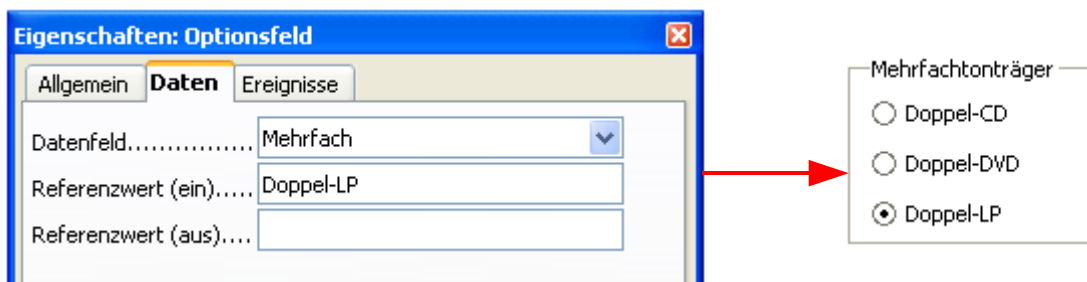 Eigenschaften: Optionsfeld
Allgemein Daten Ereignisse
Datenfeld................ Mehrfach
Referenzwert (ein)..... Doppel-LP
Referenzwert (aus)....
Mehrfachtonträger
Doppel-CD
Doppel-DVD
Doppel-LP